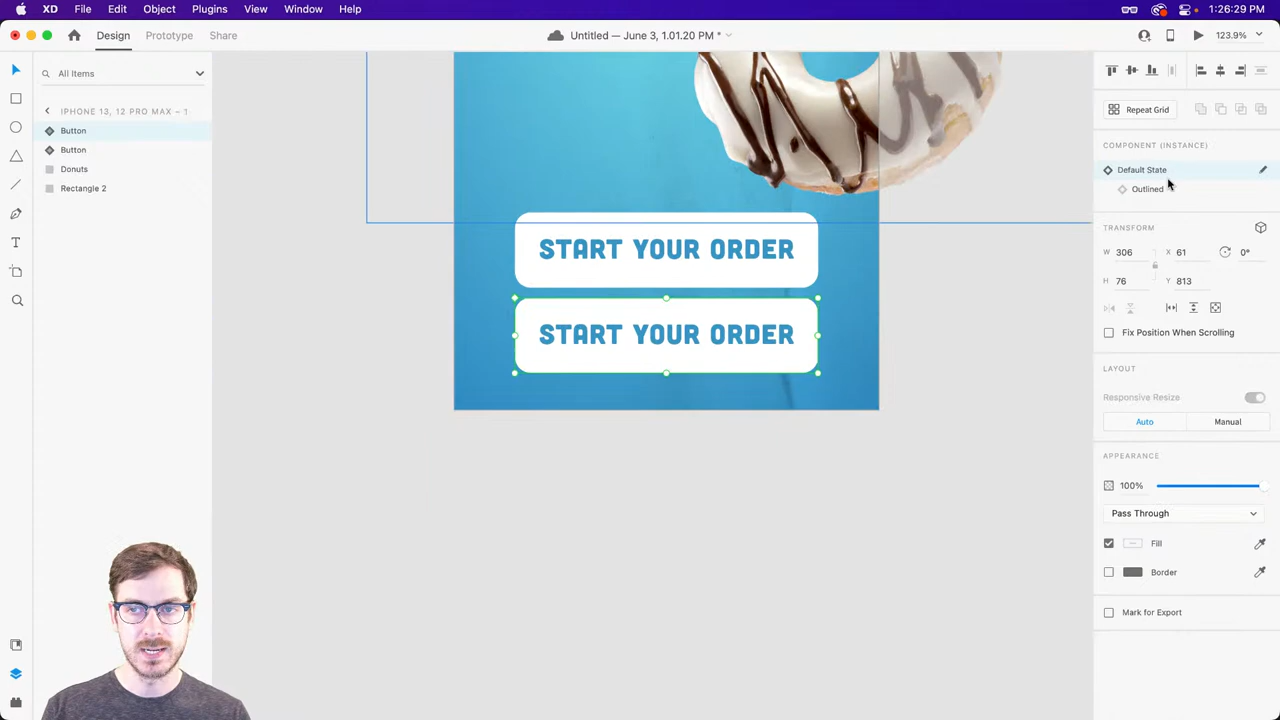 XD File Edit Object Plugins View Window Help 1:26:29 PM
Design Prototype Share Untitled — June 3, 1.01.20 PM * 123.9%
All Items
IPHONE 13, 12 PRO MAX – 1
Button
Button
Donuts
Rectangle 2
START YOUR ORDER
START YOUR ORDER
Repeat Grid
COMPONENT (INSTANCE)
Default State
Outlined
TRANSFORM
W 306 X 61 0°
H 76 Y 813
Fix Position When Scrolling
LAYOUT
Responsive Resize
Auto Manual
APPEARANCE
100%
Pass Through
Fill
Border
Mark for Export